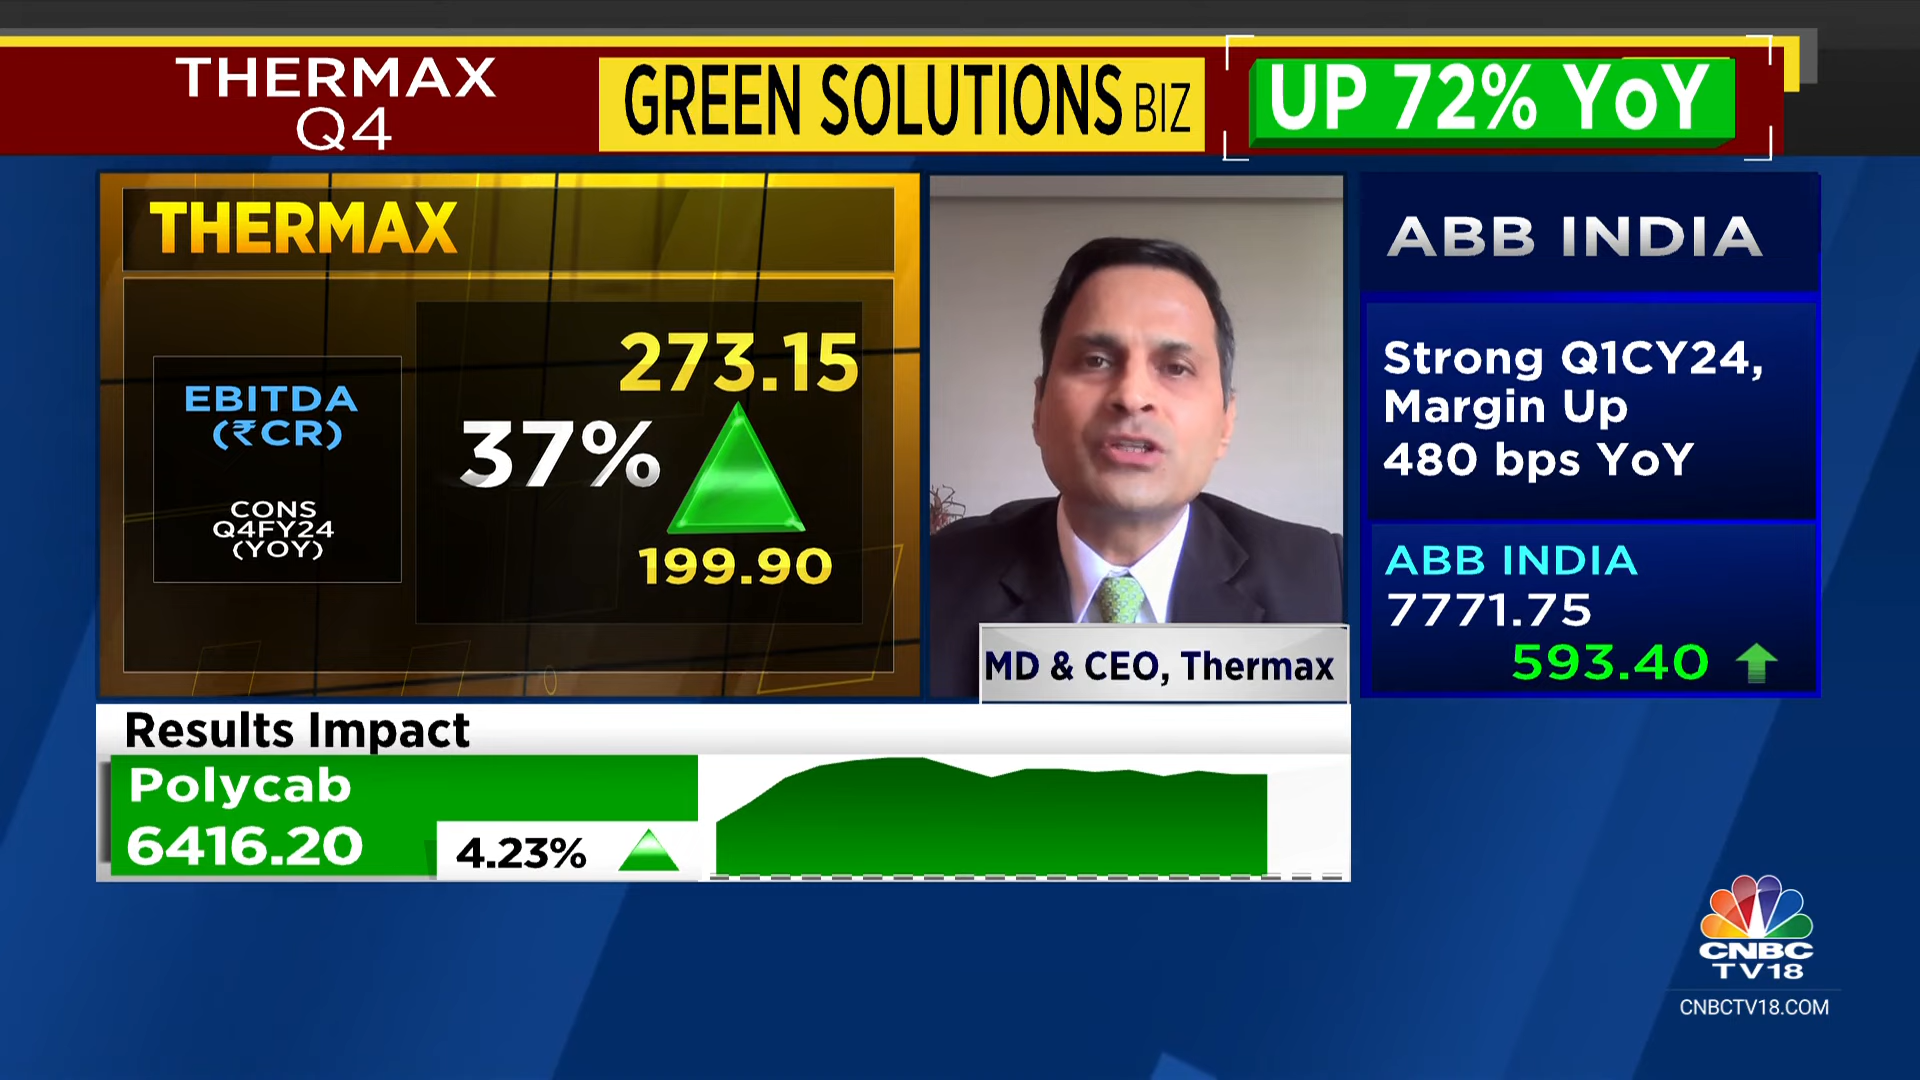 THERMAX
Q4
GREEN SOLUTIONS BIZ
UP 72% YoY
THERMAX
EBITDA
(₹CR)
CONS
Q4FY24
(YOY)
273.15
37%
199.90
MD & CEO, Thermax
ABB INDIA
Strong Q1CY24,
Margin Up
480 bps YoY
ABB INDIA
7771.75
593.40
Results Impact
Polycab
6416.20
4.23%
CNBC
TV18
CNBCTV18.COM